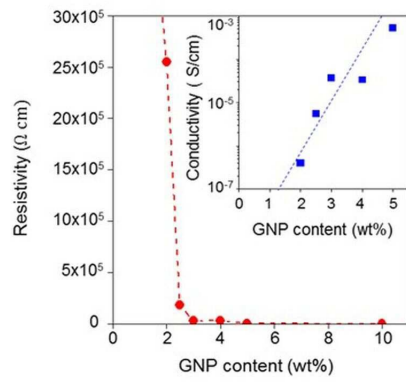 30x10⁵
25x10⁵
20x10⁵
15x10⁵
10x10⁵
5x10⁵
0
Resistivity (Ω cm)
0 2 4 6 8 10
GNP content (wt%)
10⁻³
10⁻⁵
10⁻⁷
Conductivity ( S/cm)
0 1 2 3 4 5
GNP content (wt%)